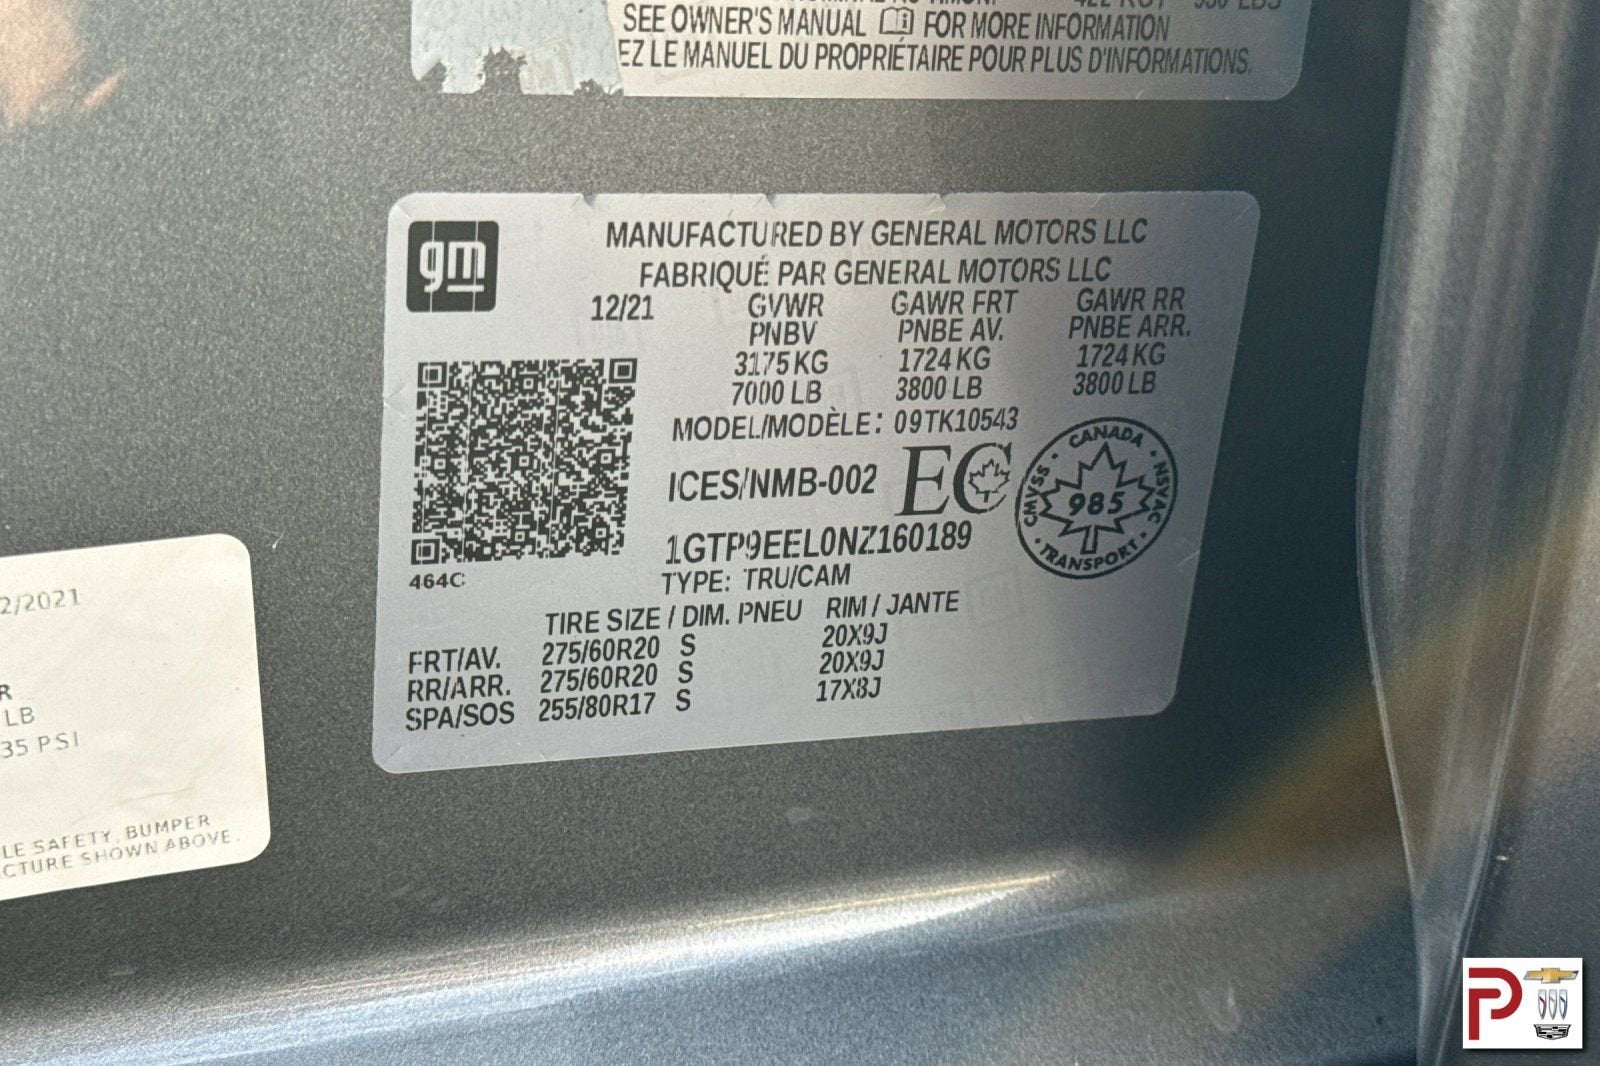 SEE OWNER'S MANUAL FOR MORE INFORMATION
EZ LE MANUEL DU PROPRIÉTAIRE POUR PLUS D'INFORMATIONS.
gm
MANUFACTURED BY GENERAL MOTORS LLC
FABRIQUÉ PAR GENERAL MOTORS LLC
12/21 GVWR GAWR FRT GAWR RR
PNBV PNBE AV. PNBE ARR.
3175 KG 1724 KG 1724 KG
7000 LB 3800 LB 3800 LB
MODEL/MODÈLE: 09TK10543
ICES/NMB-002 EC
CANADA
CMVSS 985 NSVAC
TRANSPORT
1GTP9EEL0NZ160189
464C
TYPE: TRU/CAM
TIRE SIZE / DIM. PNEU RIM / JANTE
FRT/AV. 275/60R20 S 20X9J
RR/ARR. 275/60R20 S 20X9J
SPA/SOS 255/80R17 S 17X8J
2/2021
R
LB
35 PSI
LE SAFETY, BUMPER
CTURE SHOWN ABOVE.
P